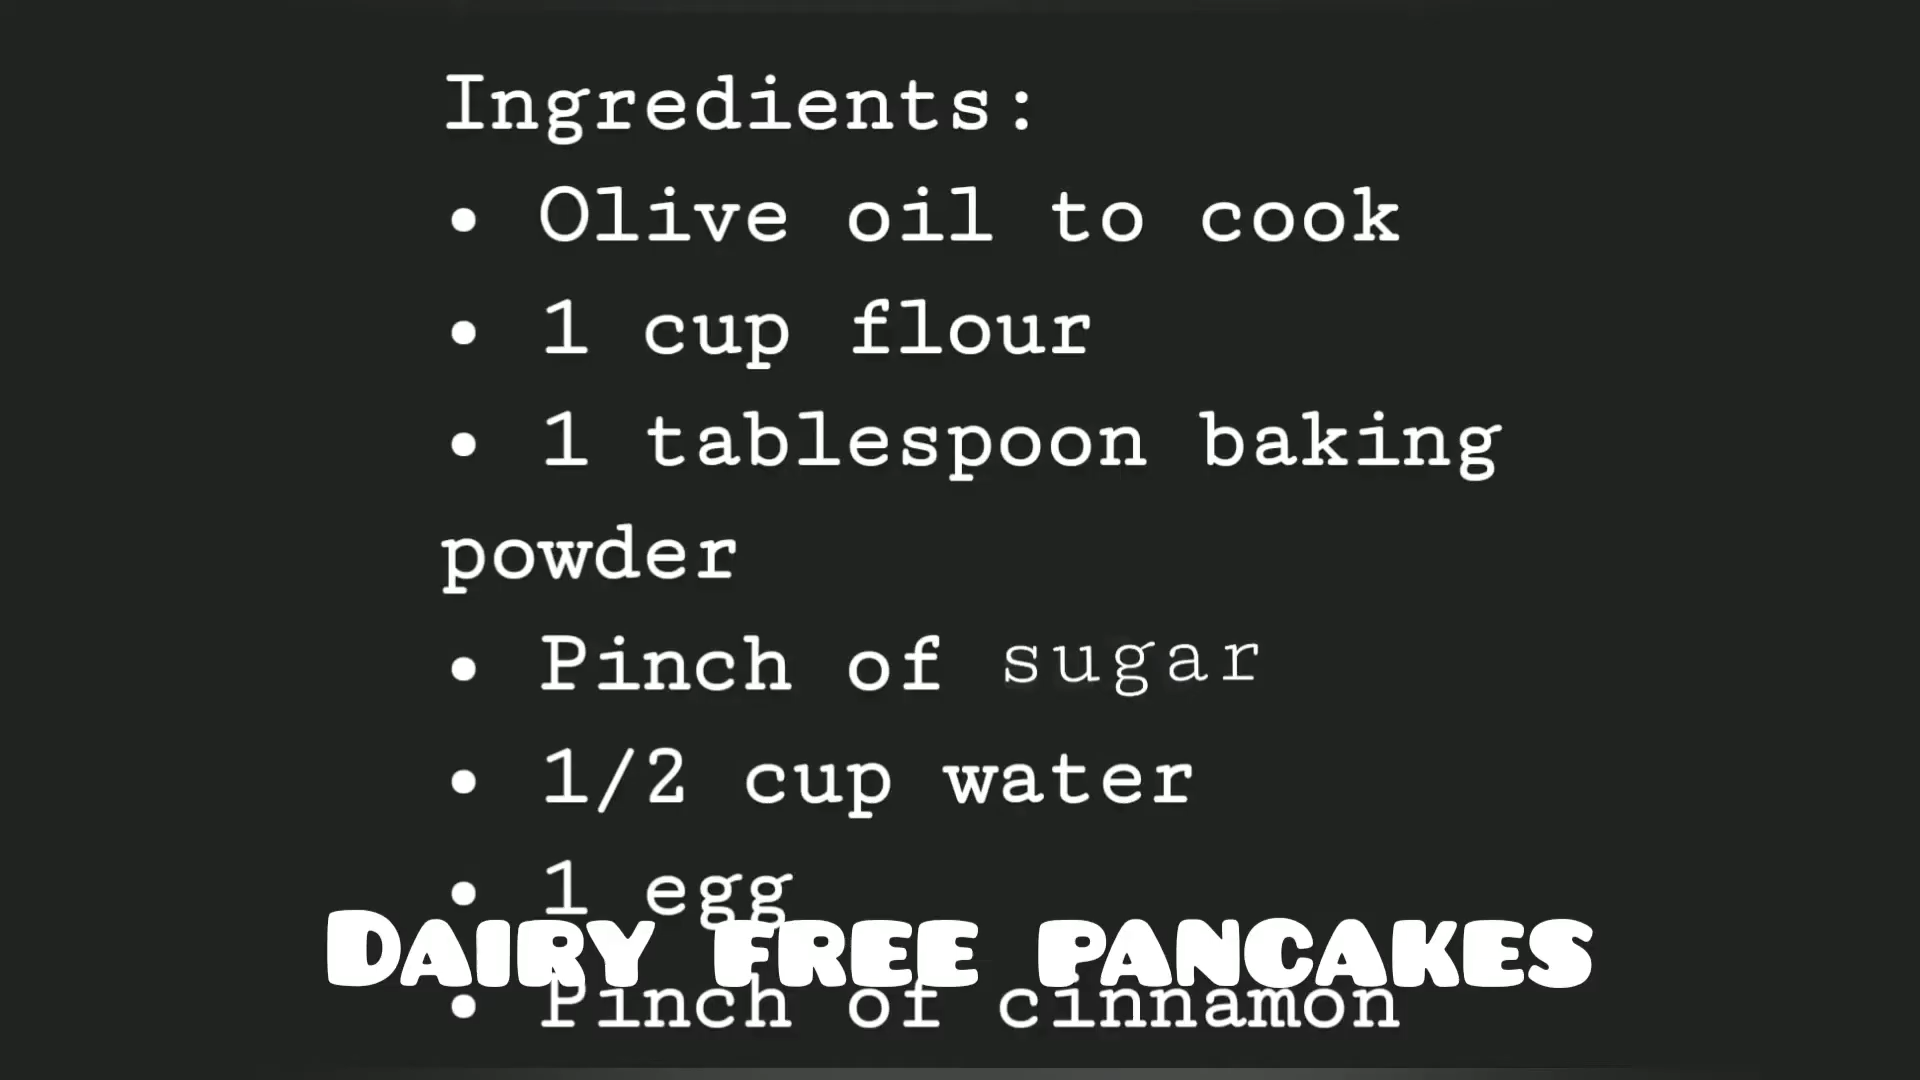 Ingredients:
• Olive oil to cook
• 1 cup flour
• 1 tablespoon baking
powder
• Pinch of sugar
• 1/2 cup water
• 1 egg
DAIRY FREE PANCAKES
• Pinch of cinnamon